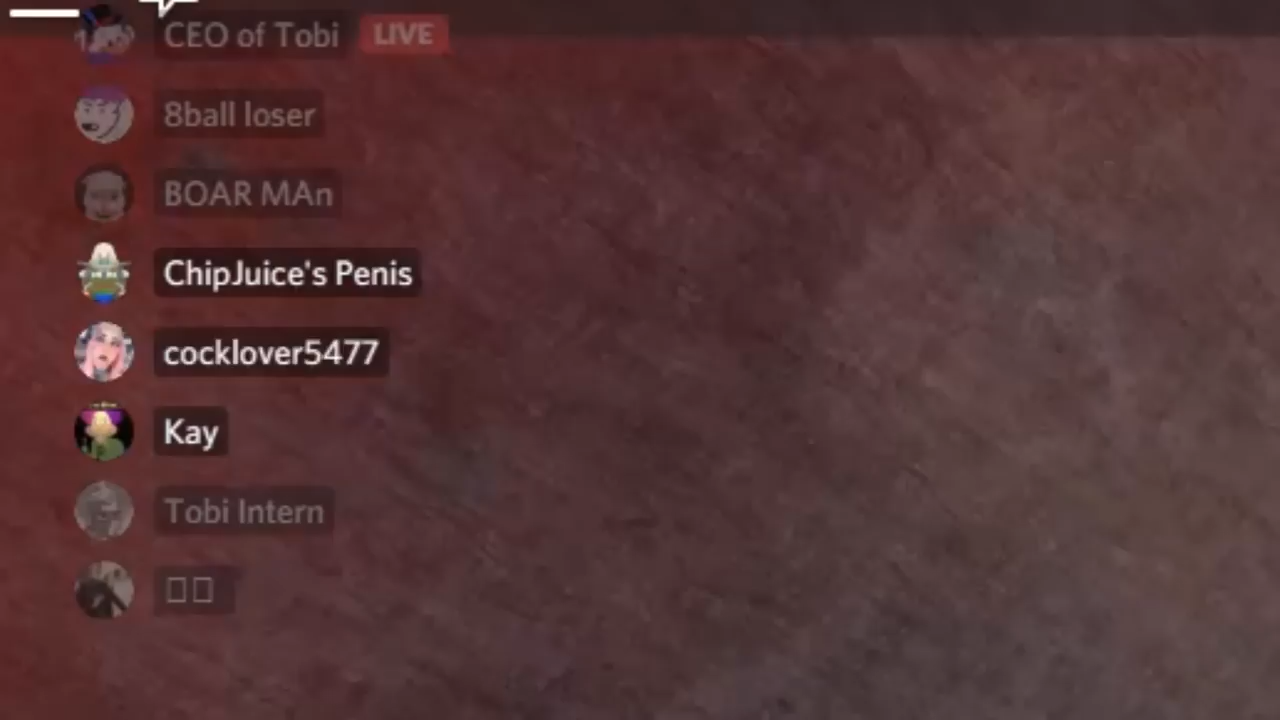 CEO of Tobi LIVE
8ball loser
BOAR MAn
ChipJuice's Penis
cocklover5477
Kay
Tobi Intern